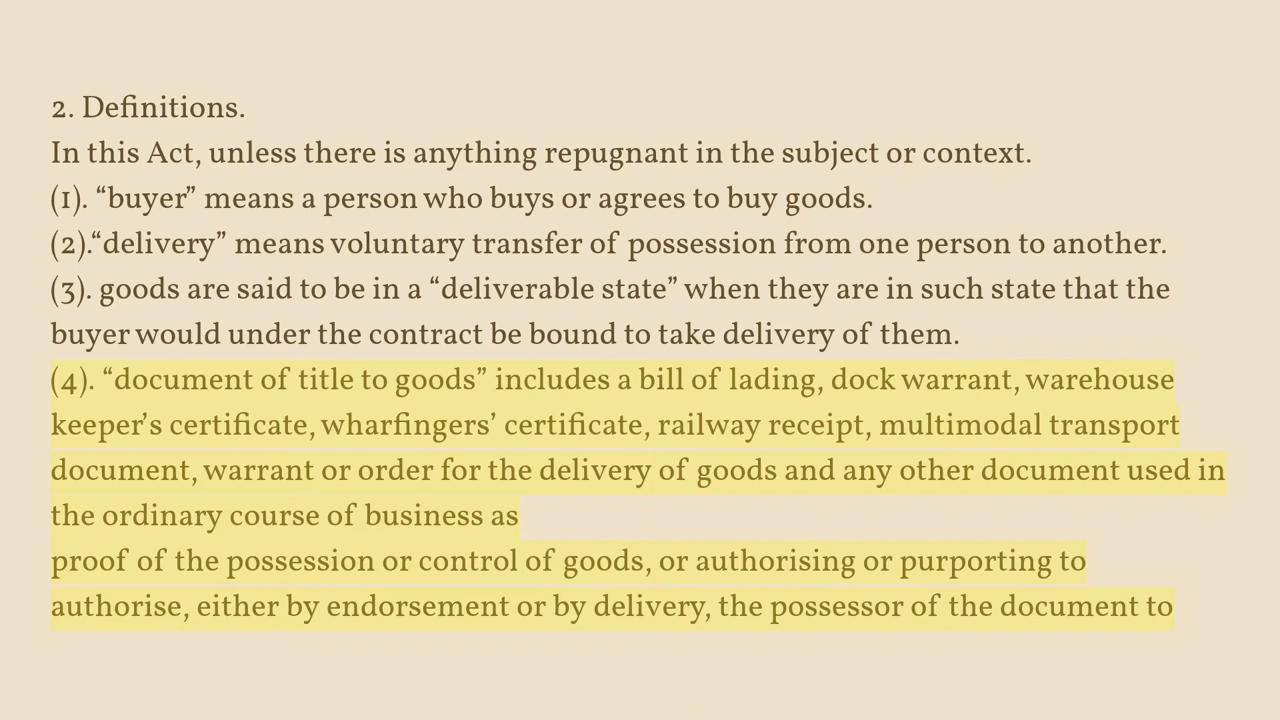 2. Definitions.
In this Act, unless there is anything repugnant in the subject or context.
(1). “buyer” means a person who buys or agrees to buy goods.
(2).“delivery” means voluntary transfer of possession from one person to another.
(3). goods are said to be in a “deliverable state” when they are in such state that the
buyer would under the contract be bound to take delivery of them.
(4). “document of title to goods” includes a bill of lading, dock warrant, warehouse
keeper’s certificate, wharfingers’ certificate, railway receipt, multimodal transport
document, warrant or order for the delivery of goods and any other document used in
the ordinary course of business as
proof of the possession or control of goods, or authorising or purporting to
authorise, either by endorsement or by delivery, the possessor of the document to